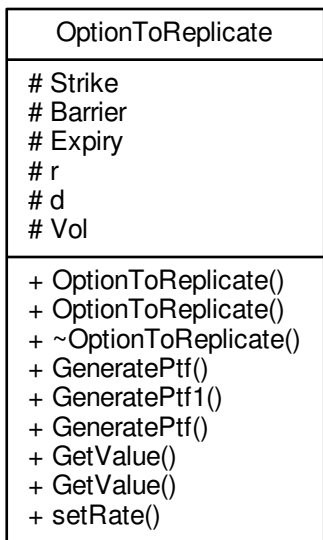 OptionToReplicate
# Strike
# Barrier
# Expiry
# r
# d
# Vol
+ OptionToReplicate()
+ OptionToReplicate()
+ ~OptionToReplicate()
+ GeneratePtf()
+ GeneratePtf1()
+ GeneratePtf()
+ GetValue()
+ GetValue()
+ setRate()